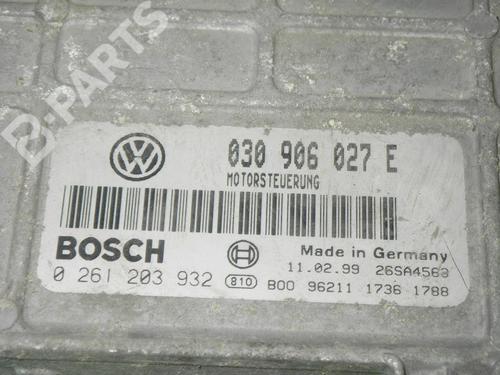 B-PARTS
030 906 027 E
MOTORSTEUERUNG
BOSCH
Made in Germany
11.02.99 26SA4563
0 261 203 932 810 B00 96211 1736 1788